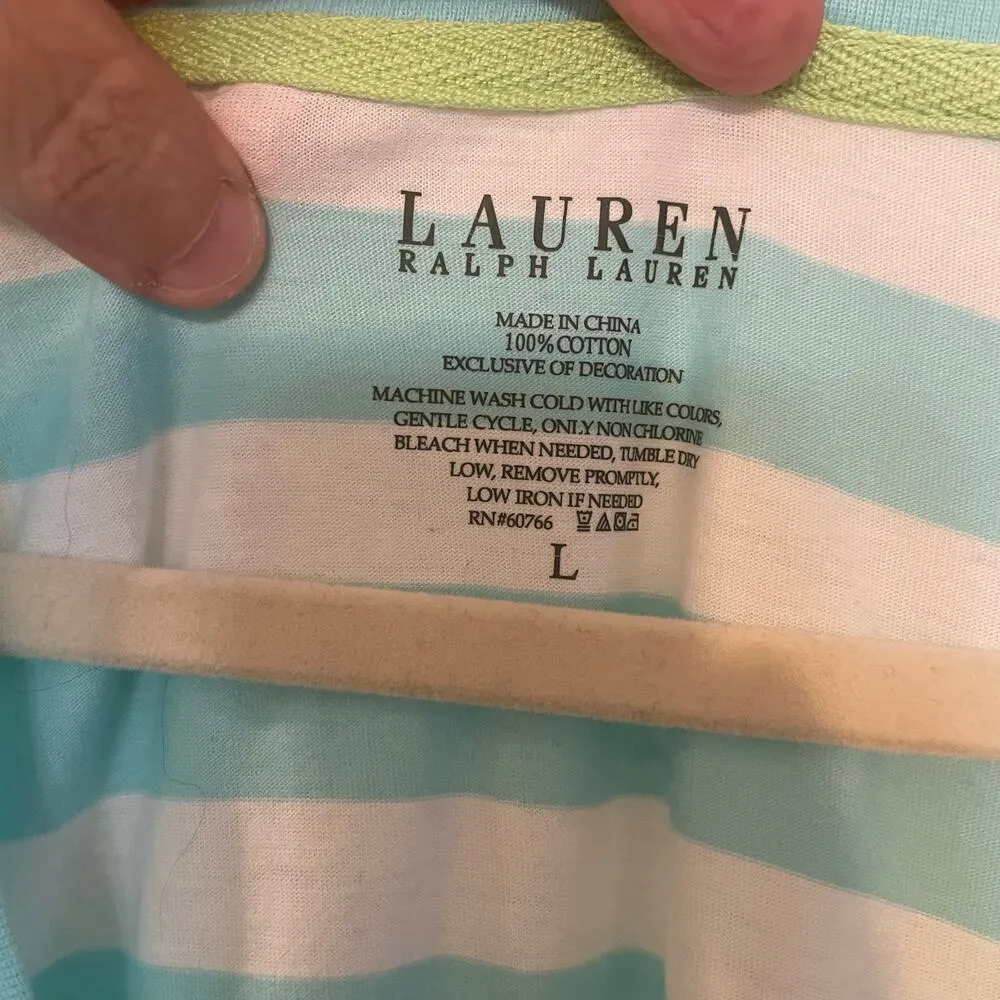 LAUREN
RALPH LAUREN
MADE IN CHINA
100% COTTON
EXCLUSIVE OF DECORATION
MACHINE WASH COLD WITH LIKE COLORS,
GENTLE CYCLE, ONLY NON CHLORINE
BLEACH WHEN NEEDED, TUMBLE DRY
LOW, REMOVE PROMPTLY,
LOW IRON IF NEEDED
RN#60766
L